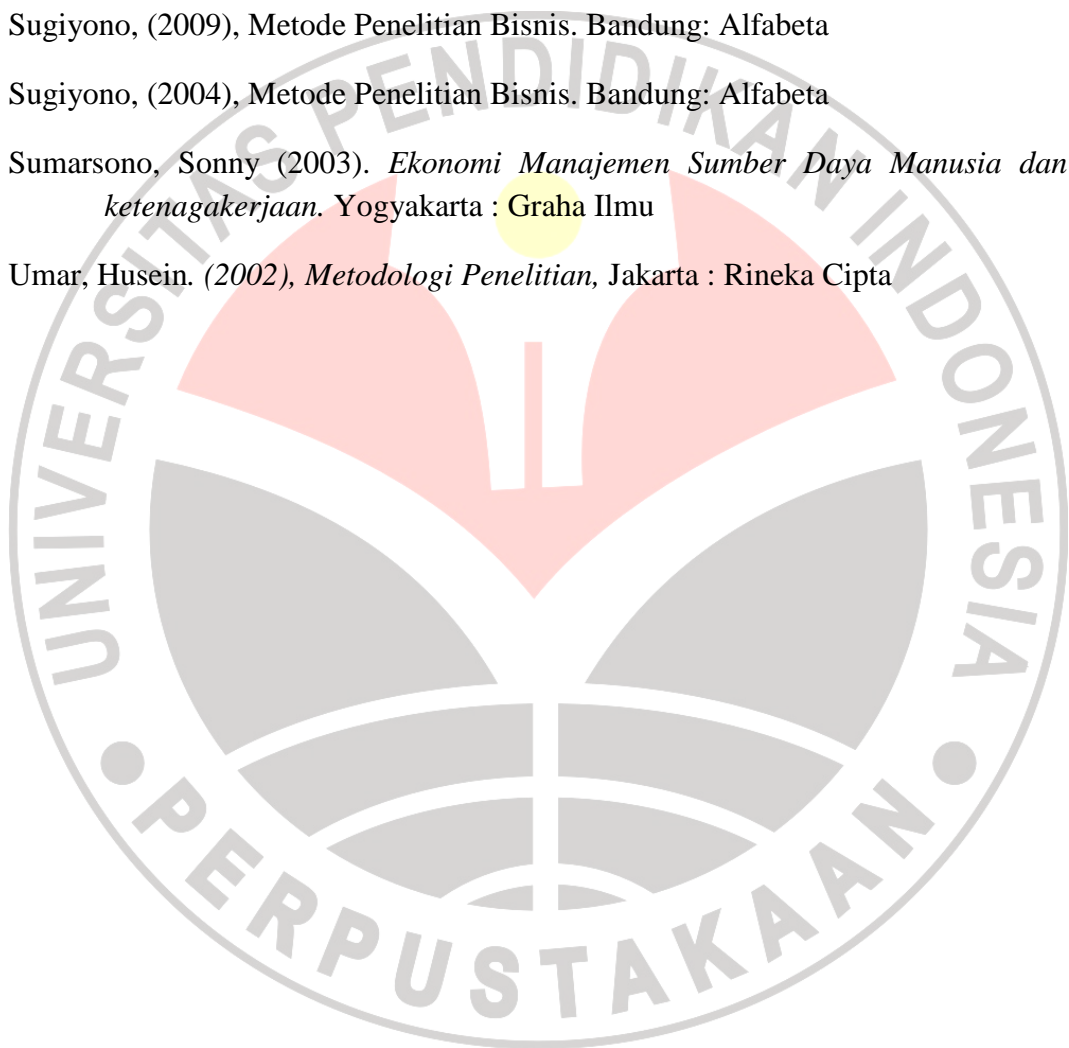 Sugiyono, (2009), Metode Penelitian Bisnis. Bandung: Alfabeta
Sugiyono, (2004), Metode Penelitian Bisnis. Bandung: Alfabeta
Sumarsono, Sonny (2003). Ekonomi Manajemen Sumber Daya Manusia dan
ketenagakerjaan. Yogyakarta : Graha Ilmu
Umar, Husein. (2002), Metodologi Penelitian, Jakarta : Rineka Cipta
UNIVERSITAS PENDIDIKAN INDONESIA
PERPUSTAKAAN